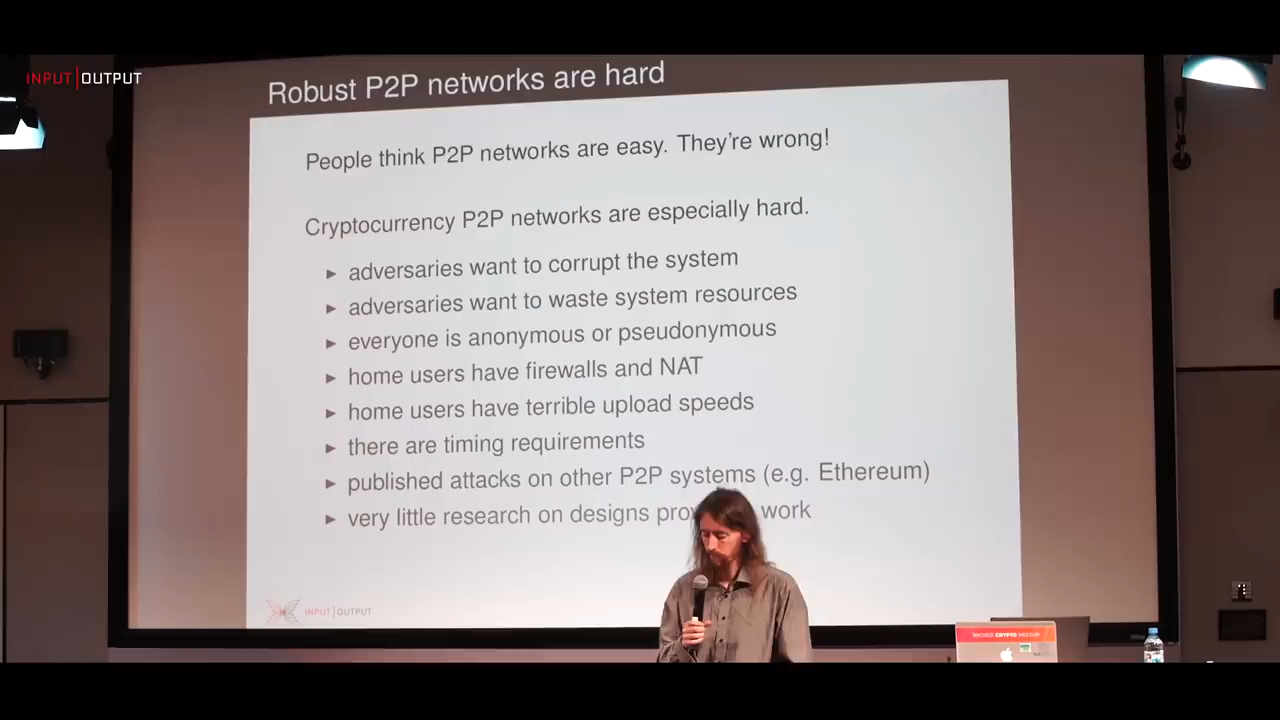 INPUT|OUTPUT
Robust P2P networks are hard
People think P2P networks are easy. They're wrong!
Cryptocurrency P2P networks are especially hard.
▶ adversaries want to corrupt the system
▶ adversaries want to waste system resources
▶ everyone is anonymous or pseudonymous
▶ home users have firewalls and NAT
▶ home users have terrible upload speeds
▶ there are timing requirements
▶ published attacks on other P2P systems (e.g. Ethereum)
▶ very little research on designs work
INPUT|OUTPUT
CRYPTO